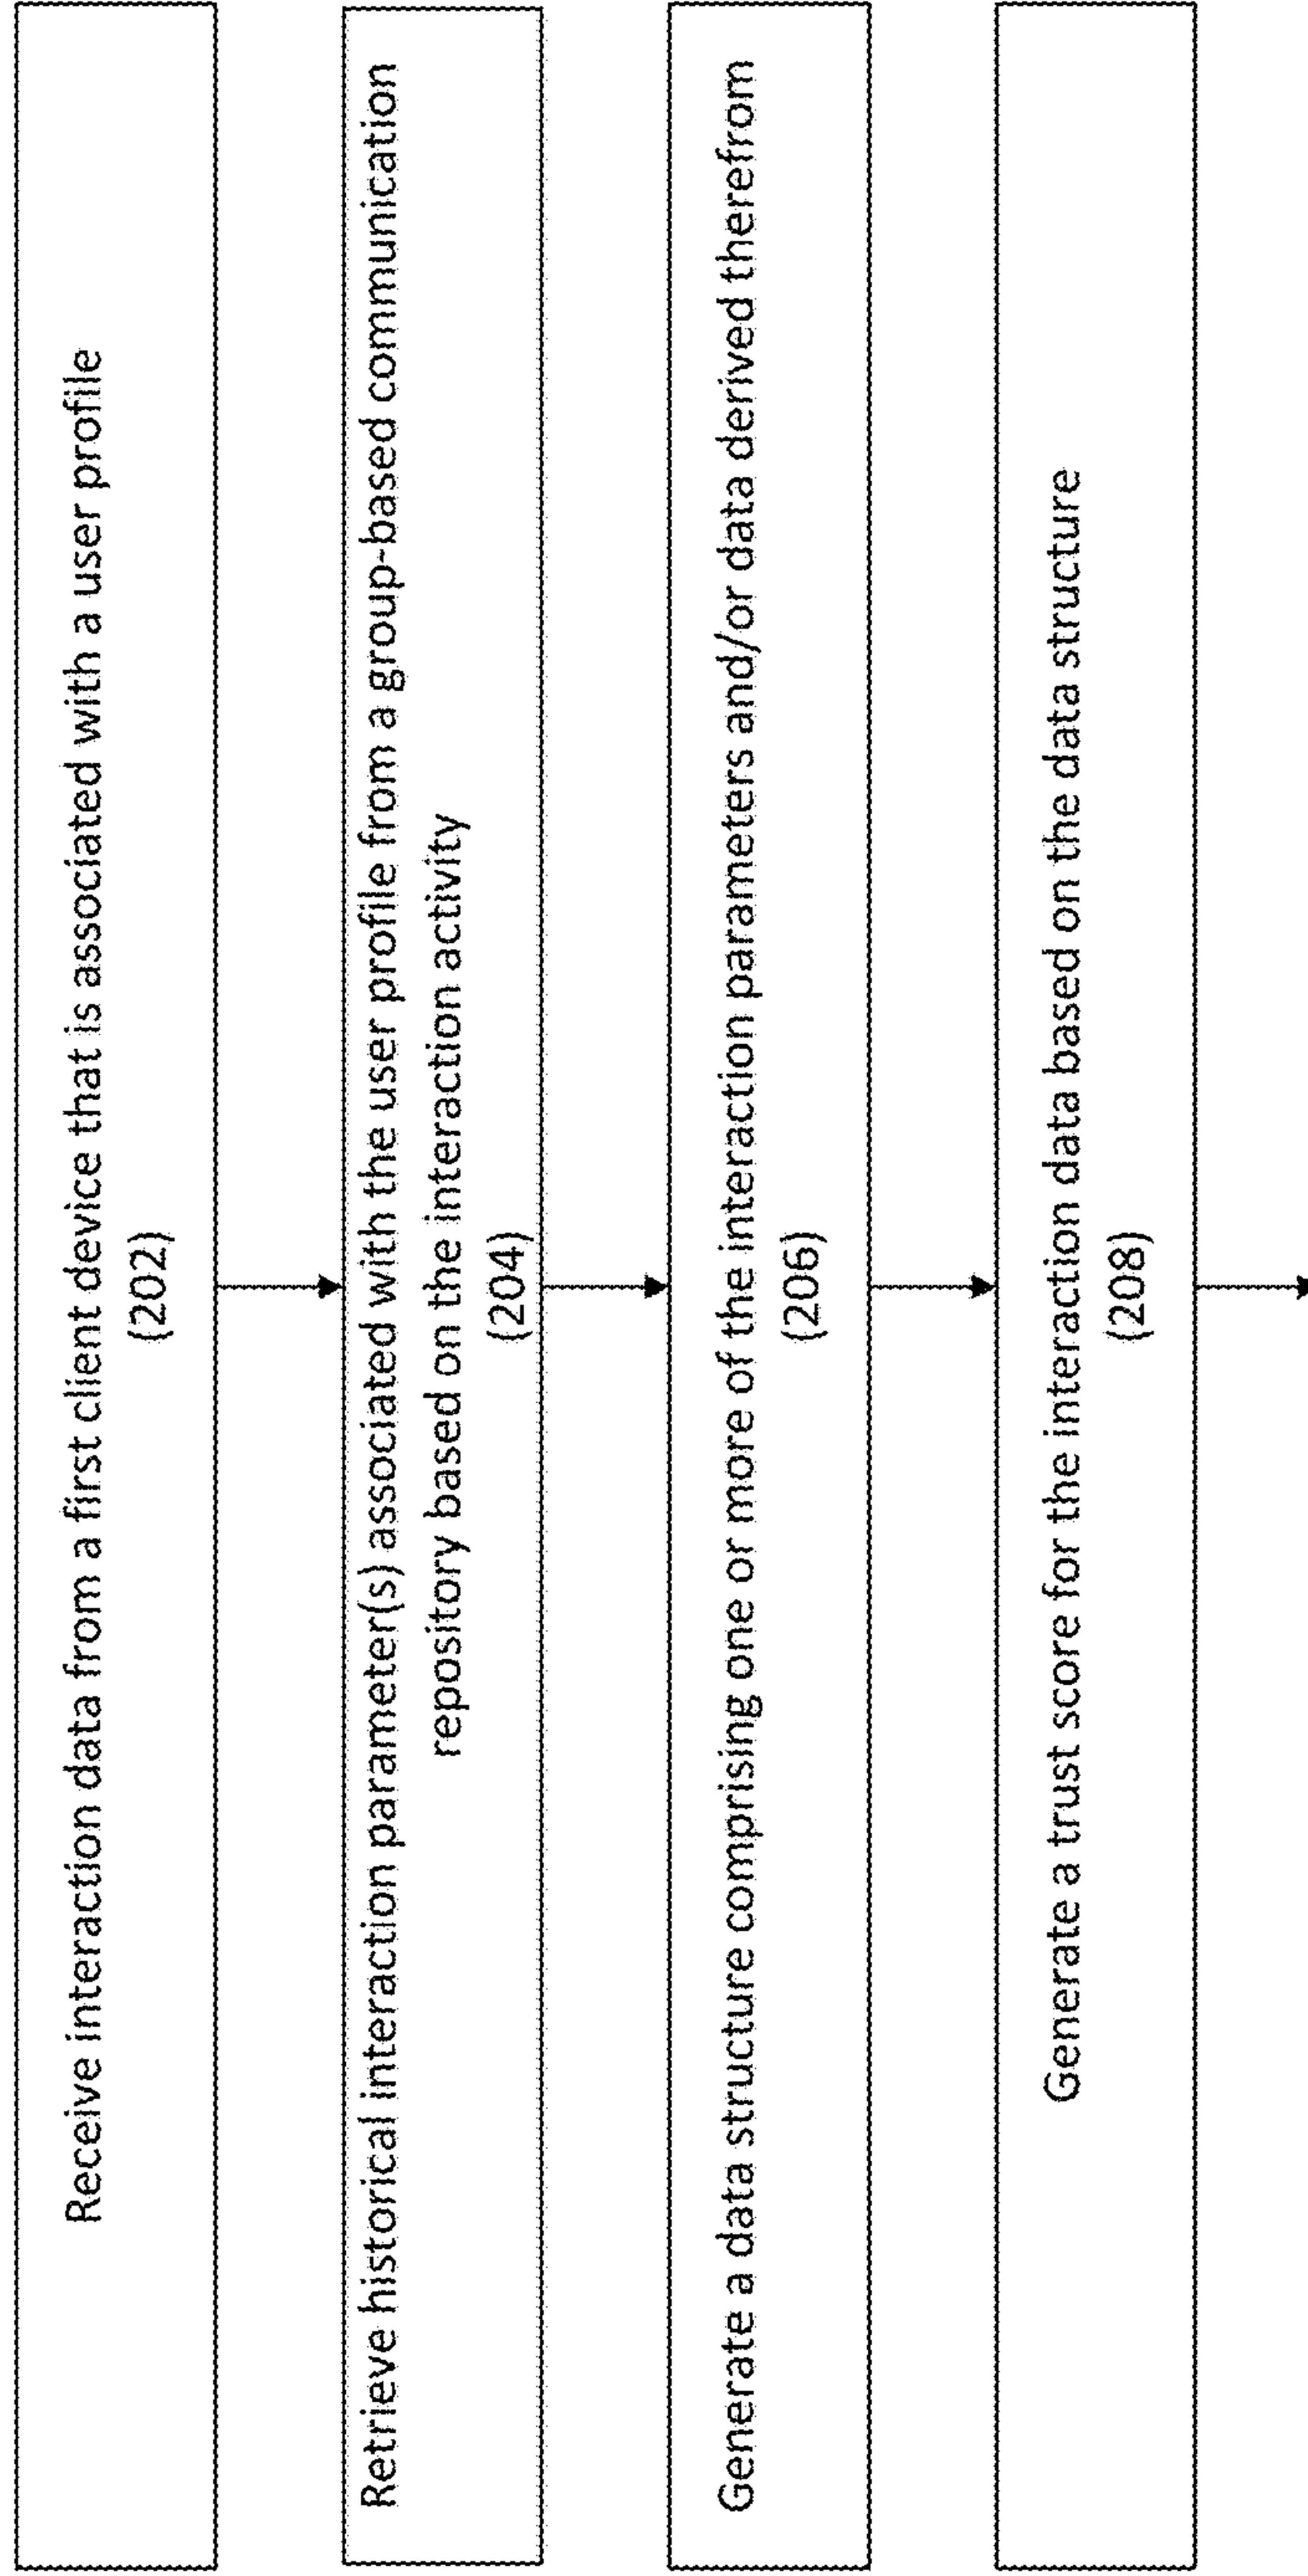 Receive interaction data from a first client device that is associated with a user profile
(202)
Retrieve historical interaction parameter(s) associated with the user profile from a group-based communication
repository based on the interaction activity
(204)
Generate a data structure comprising one or more of the interaction parameters and/or data derived therefrom
(206)
Generate a trust score for the interaction data based on the data structure
(208)